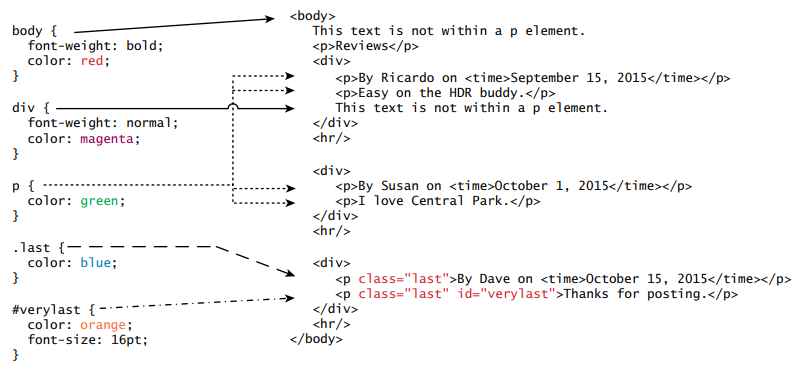 body {
  font-weight: bold;
  color: red;
}
div {
  font-weight: normal;
  color: magenta;
}
p {
  color: green;
}
.last {
  color: blue;
}
#verylast {
  color: orange;
  font-size: 16pt;
}
<body>
   This text is not within a p element.
   <p>Reviews</p>
   <div>
      <p>By Ricardo on <time>September 15, 2015</time></p>
      <p>Easy on the HDR buddy.</p>
      This text is not within a p element.
   </div>
   <hr/>
   <div>
      <p>By Susan on <time>October 1, 2015</time></p>
      <p>I love Central Park.</p>
   </div>
   <hr/>
   <div>
      <p class="last">By Dave on <time>October 15, 2015</time></p>
      <p class="last" id="verylast">Thanks for posting.</p>
   </div>
   <hr/>
</body>